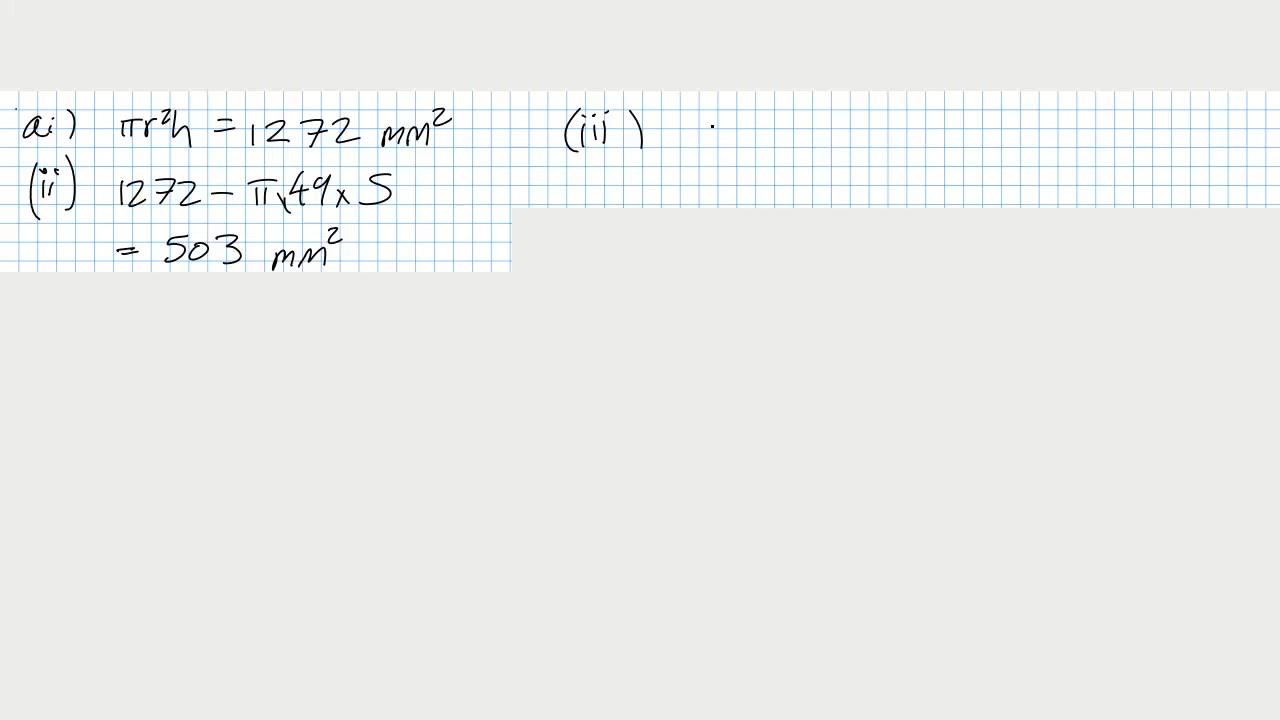 ai) πr²h = 1272 mm²
(ii) 1272 - π×49×5
= 503 mm²
(iii)